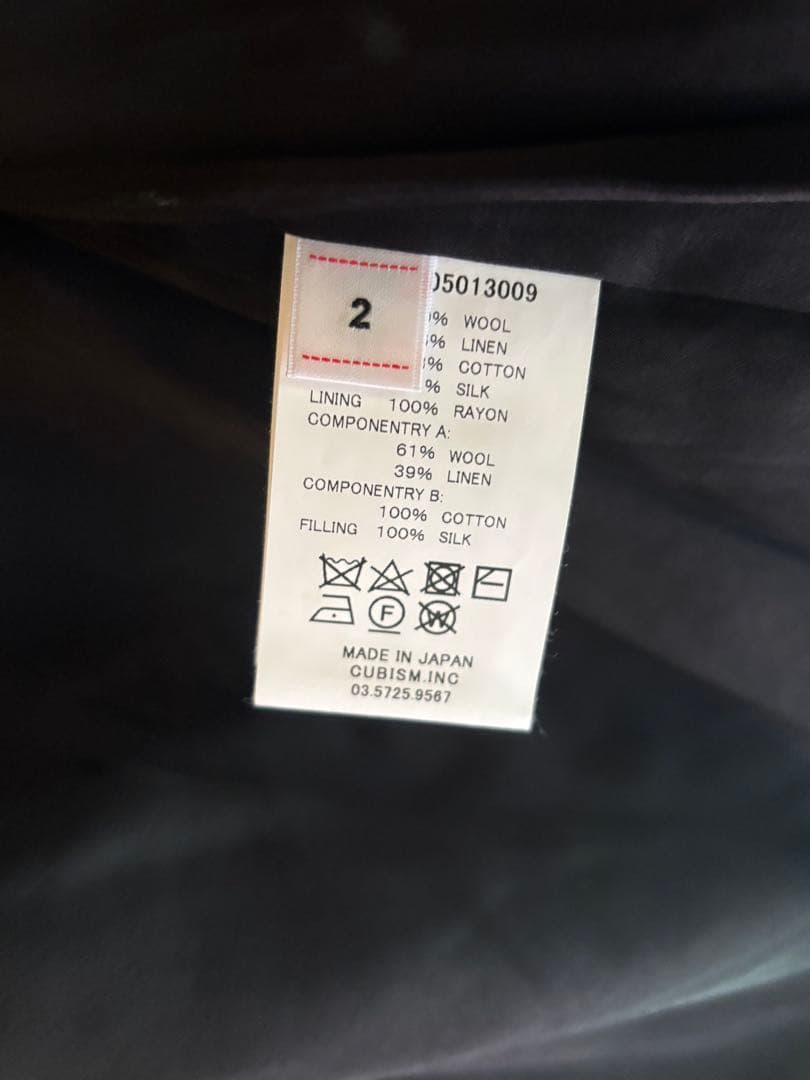 2
5013009
% WOOL
% LINEN
% COTTON
% SILK
LINING 100% RAYON
COMPONENTRY A:
61% WOOL
39% LINEN
COMPONENTRY B:
100% COTTON
FILLING 100% SILK
F
W
MADE IN JAPAN
CUBISM.INC
03.5725.9567